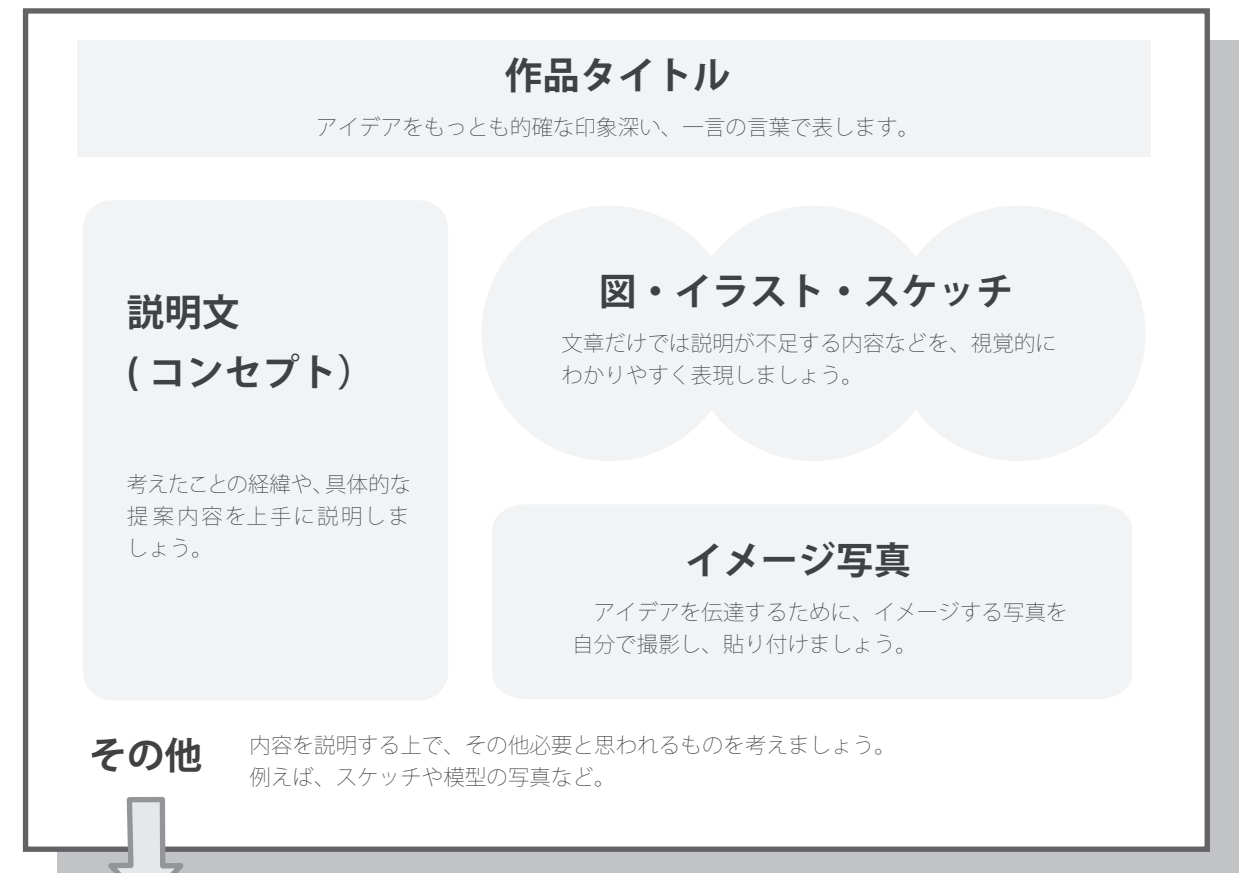 作品タイトル
アイデアをもっとも的確な印象深い、一言の言葉で表します。
説明文
( コンセプト）
考えたことの経緯や、具体的な
提案内容を上手に説明しま
しょう。
図・イラスト・スケッチ
文章だけでは説明が不足する内容などを、視覚的に
わかりやすく表現しましょう。
イメージ写真
アイデアを伝達するために、イメージする写真を
自分で撮影し、貼り付けましょう。
その他
内容を説明する上で、その他必要と思われるものを考えましょう。
例えば、スケッチや模型の写真など。